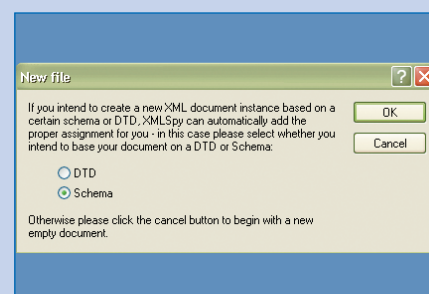 New file
If you intend to create a new XML document instance based on a
certain schema or DTD, XMLSpy can automatically add the
proper assignment for you - in this case please select whether you
intend to base your document on a DTD or Schema:
OK
Cancel
DTD
Schema
Otherwise please click the cancel button to begin with a new
empty document.